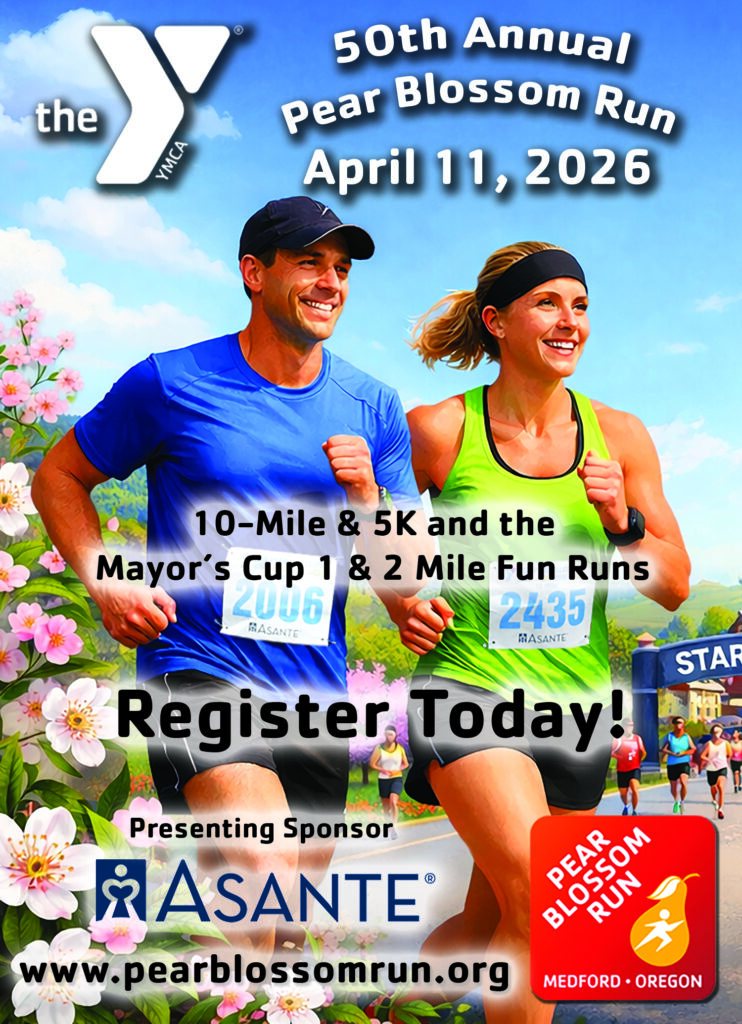 the
YMCA
50th Annual
Pear Blossom Run
April 11, 2026
10-Mile & 5K and the
Mayor's Cup 1 & 2 Mile Fun Runs
2006
ASANTE
2435
ASANTE
STAR
Register Today!
Presenting Sponsor
ASANTE®
PEAR
BLOSSOM
RUN
MEDFORD • OREGON
www.pearblossomrun.org